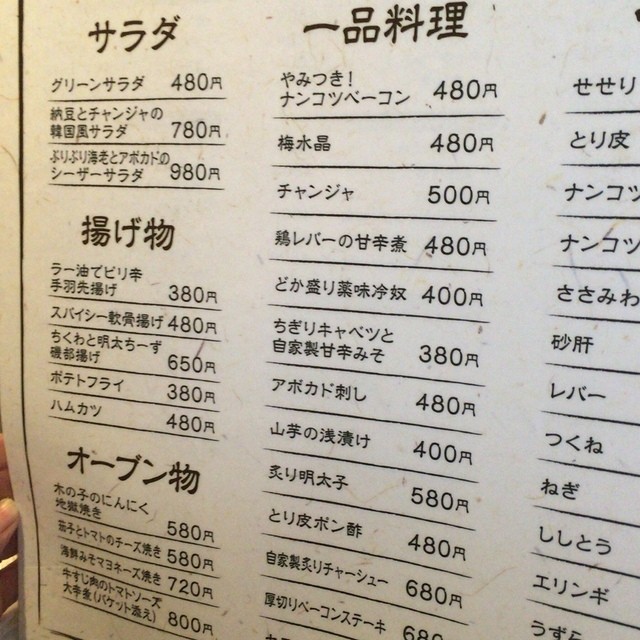 サラダ
グリーンサラダ 480円
納豆とチャンジャの
韓国風サラダ 780円
ぷりぷり海老とアボカドの
シーザーサラダ 980円
揚げ物
ラー油でピリ辛
手羽先揚げ 380円
スパイシー軟骨揚げ 480円
ちくわと明太ちーず
磯部揚げ 650円
ポテトフライ 380円
ハムカツ 480円
オーブン物
木の子のにんにく
地獄焼き 580円
茄子とトマトのチーズ焼き 580円
海鮮みそマヨネーズ焼き 720円
牛すじ肉のトマトソース
大辛煮(バケット添え) 800円
一品料理
やみつき!
ナンコツベーコン 480円
梅水晶 480円
チャンジャ 500円
鶏レバーの甘辛煮 480円
どか盛り薬味冷奴 400円
ちぎりキャベツと
自家製甘辛みそ 380円
アボカド刺し 480円
山芋の浅漬け 400円
炙り明太子 580円
とり皮ポン酢 480円
自家製炙りチャーシュー 680円
厚切りベーコンステーキ 680
せせり
とり皮
ナンコツ
ナンコツ
ささみわ
砂肝
レバー
つくね
ねぎ
ししとう
エリンギ
うずら